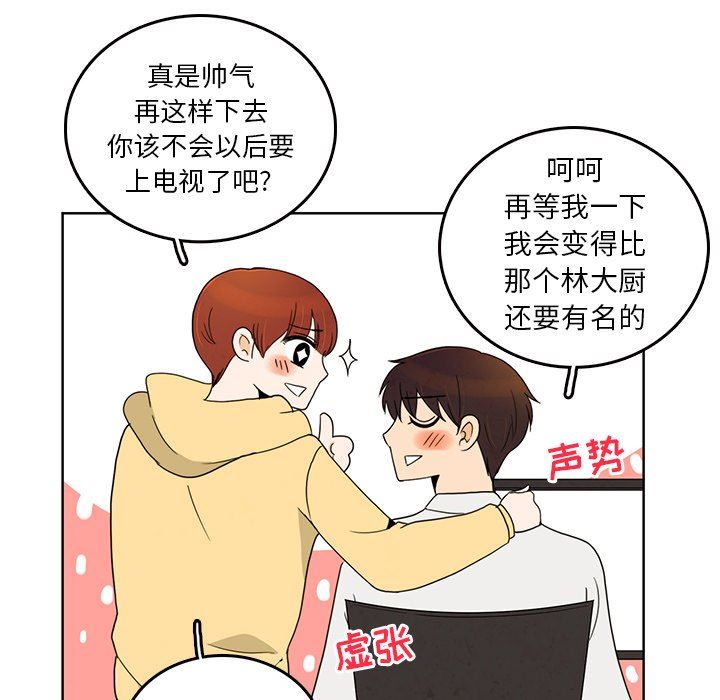 真是帅气
再这样下去
你该不会以后要
上电视了吧?
呵呵
再等我一下
我会变得比
那个林大厨
还要有名的
声势
虚张